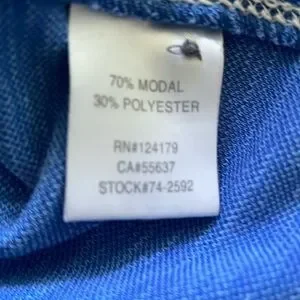 70% MODAL
30% POLYESTER
RN#124179
CA#55637
STOCK#74-2592